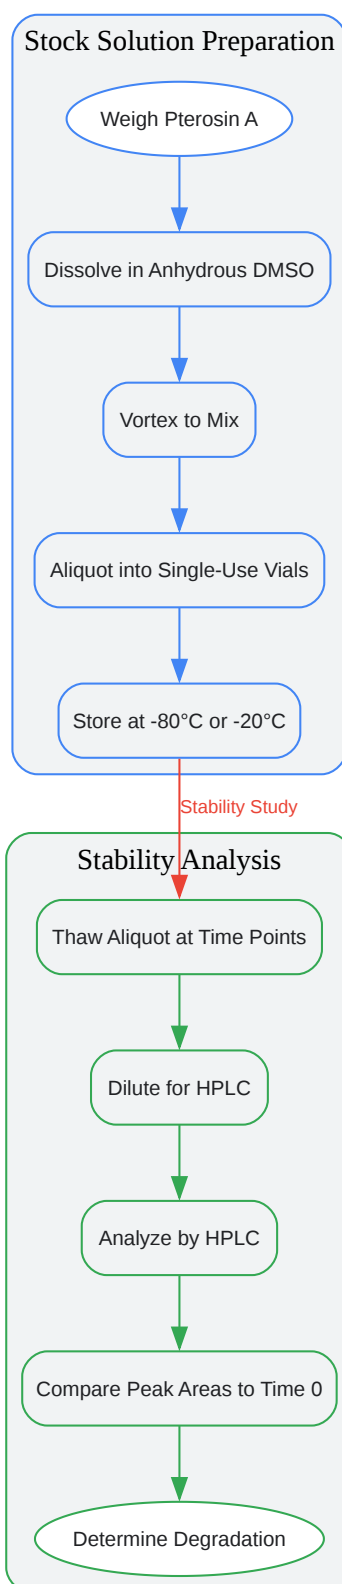 Stock Solution Preparation
Weigh Pterosin A
Dissolve in Anhydrous DMSO
Vortex to Mix
Aliquot into Single-Use Vials
Store at -80°C or -20°C
Stability Study
Stability Analysis
Thaw Aliquot at Time Points
Dilute for HPLC
Analyze by HPLC
Compare Peak Areas to Time 0
Determine Degradation